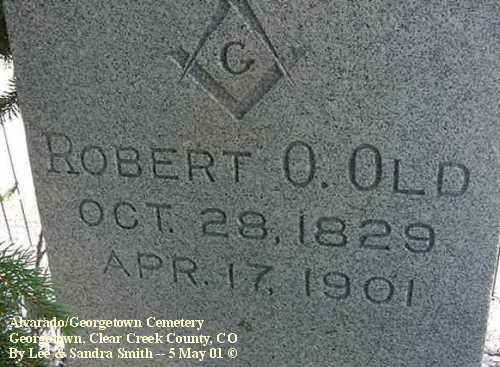 G
ROBERT O. OLD
OCT. 28, 1829
APR. 17, 1901
Alvarado/Georgetown Cemetery
Georgetown, Clear Creek County, CO
By Lee & Sandra Smith -- 5 May 01 ©